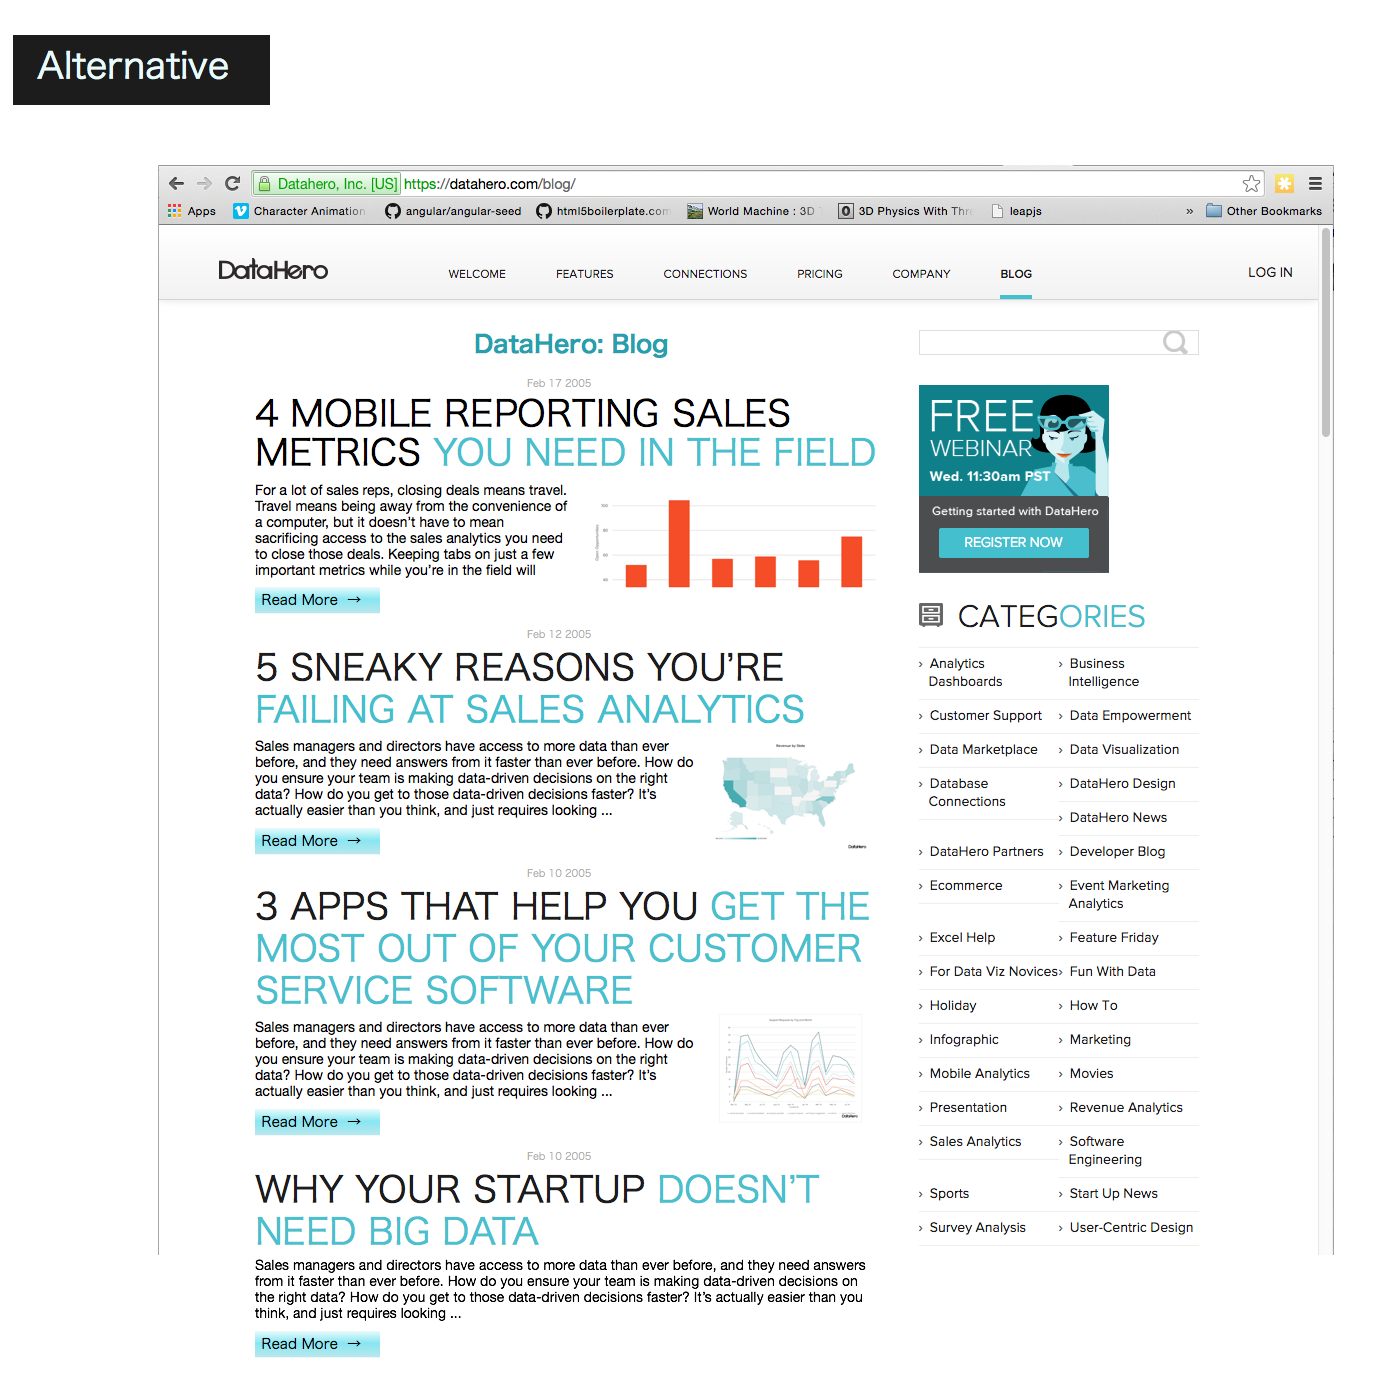 Alternative
Datahero, Inc. [US] https://datahero.com/blog/
Apps Character Animation angular/angular-seed html5boilerplate.com World Machine : 3D 3D Physics With Thre leapjs » Other Bookmarks
DataHero WELCOME FEATURES CONNECTIONS PRICING COMPANY BLOG LOG IN
DataHero: Blog
Feb 17 2005
4 MOBILE REPORTING SALES
METRICS YOU NEED IN THE FIELD
For a lot of sales reps, closing deals means travel.
Travel means being away from the convenience of
a computer, but it doesn't have to mean
sacrificing access to the sales analytics you need
to close those deals. Keeping tabs on just a few
important metrics while you're in the field will
Read More →
Feb 12 2005
5 SNEAKY REASONS YOU'RE
FAILING AT SALES ANALYTICS
Sales managers and directors have access to more data than ever
before, and they need answers from it faster than ever before. How do
you ensure your team is making data-driven decisions on the right
data? How do you get to those data-driven decisions faster? It's
actually easier than you think, and just requires looking ...
Revenue by State
DataHero
Read More →
Feb 10 2005
3 APPS THAT HELP YOU GET THE
MOST OUT OF YOUR CUSTOMER
SERVICE SOFTWARE
Sales managers and directors have access to more data than ever
before, and they need answers from it faster than ever before. How do
you ensure your team is making data-driven decisions on the right
data? How do you get to those data-driven decisions faster? It's
actually easier than you think, and just requires looking ...
DataHero
Read More →
Feb 10 2005
WHY YOUR STARTUP DOESN'T
NEED BIG DATA
Sales managers and directors have access to more data than ever before, and they need answers
from it faster than ever before. How do you ensure your team is making data-driven decisions on
the right data? How do you get to those data-driven decisions faster? It's actually easier than you
think, and just requires looking ...
Read More →
FREE
WEBINAR
Wed. 11:30am PST
Getting started with DataHero
REGISTER NOW
CATEGORIES
› Analytics Dashboards
› Business Intelligence
› Customer Support
› Data Empowerment
› Data Marketplace
› Data Visualization
› Database Connections
› DataHero Design
› DataHero News
› DataHero Partners
› Developer Blog
› Ecommerce
› Event Marketing Analytics
› Excel Help
› Feature Friday
› For Data Viz Novices
› Fun With Data
› Holiday
› How To
› Infographic
› Marketing
› Mobile Analytics
› Movies
› Presentation
› Revenue Analytics
› Sales Analytics
› Software Engineering
› Sports
› Start Up News
› Survey Analysis
› User-Centric Design